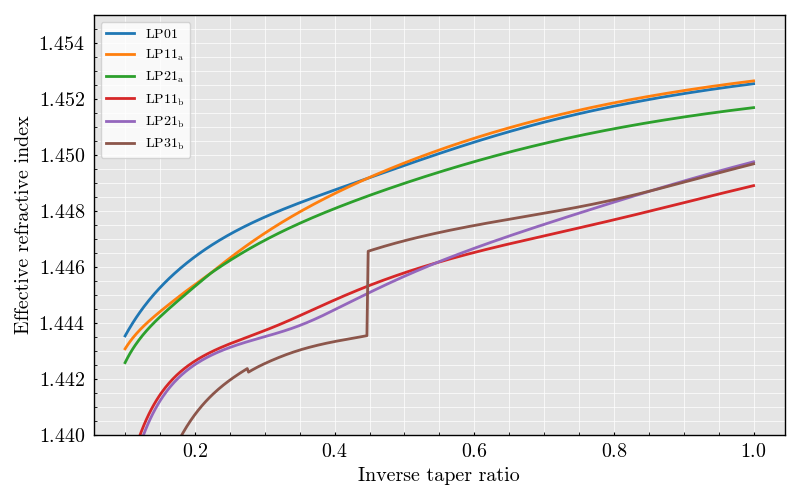 1.454
1.452
1.450
1.448
1.446
1.444
1.442
1.440
Effective refractive index
LP01
LP11a
LP21a
LP11b
LP21b
LP31b
0.2
0.4
0.6
0.8
1.0
Inverse taper ratio